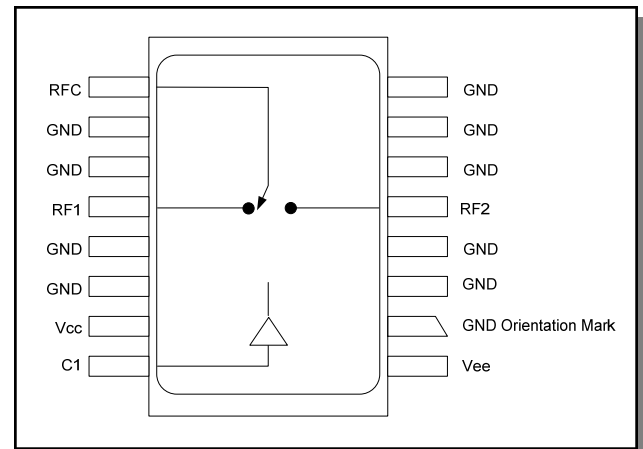 RFC
GND
GND
RF1
GND
GND
Vcc
C1
GND
GND
GND
RF2
GND
GND
GND Orientation Mark
Vee